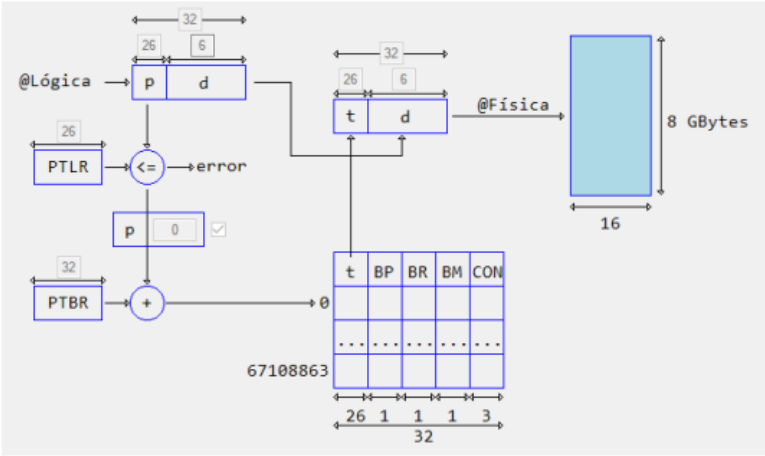 32
26 6
@Lógica p d
32
26 6
t d
@Física
8 GBytes
16
26
PTLR <= error
p 0
32
PTBR +
t BP BR BM CON
0
... ... ... ... ...
67108863
26 1 1 1 3
32